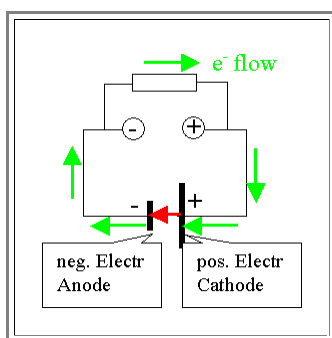 e- flow
- +
- +
neg. Electr
Anode
pos. Electr
Cathode